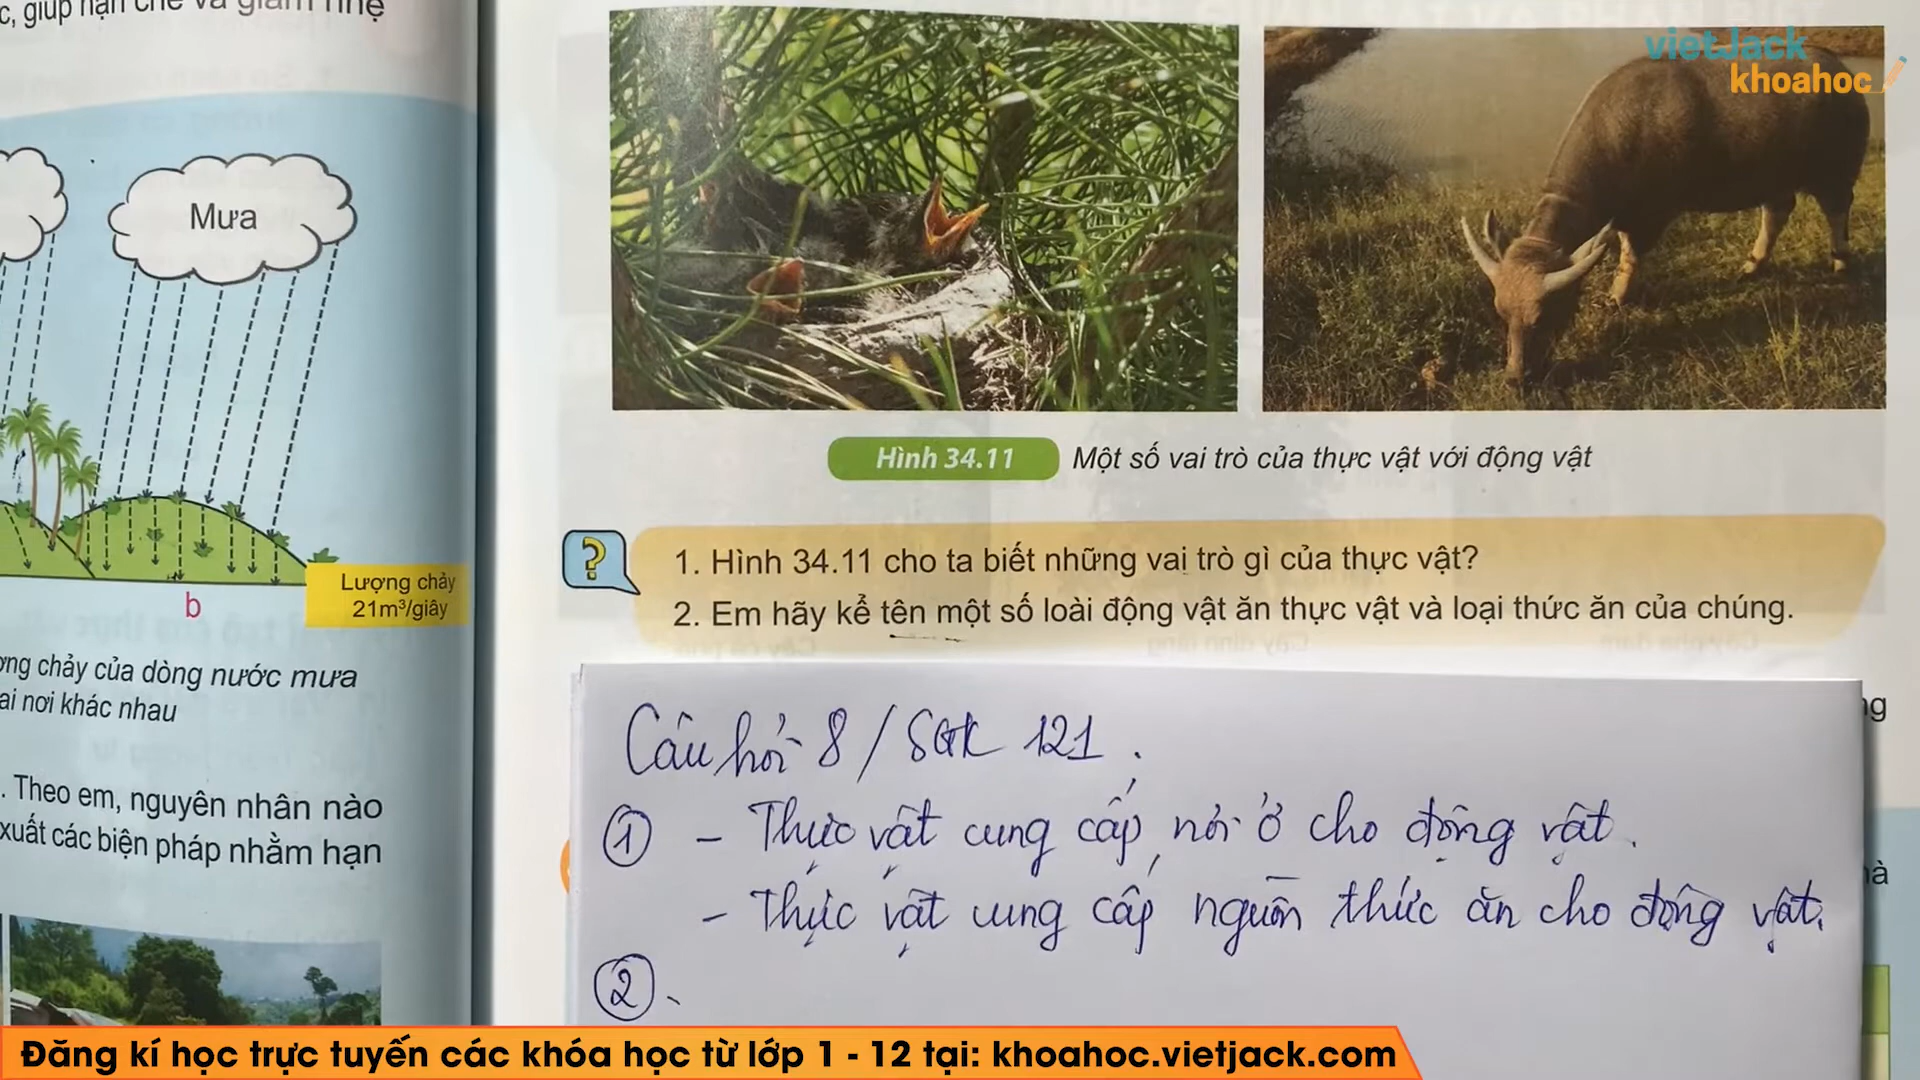 c, giúp hạn chế và giảm nhẹ
Mưa
Lượng chảy
21m³/giây
b
ợng chảy của dòng nước mưa
ai nơi khác nhau
. Theo em, nguyên nhân nào
xuất các biện pháp nhằm hạn
vietJack
khoahoc
Hình 34.11 Một số vai trò của thực vật với động vật
?
1. Hình 34.11 cho ta biết những vai trò gì của thực vật?
2. Em hãy kể tên một số loài động vật ăn thực vật và loại thức ăn của chúng.
ng
Câu hỏi 8 / SGK 121.
① - Thực vật cung cấp nơi ở cho động vật.
- Thực vật cung cấp nguồn thức ăn cho động vật.
②.
à
Đăng kí học trực tuyến các khóa học từ lớp 1 - 12 tại: khoahoc.vietjack.com